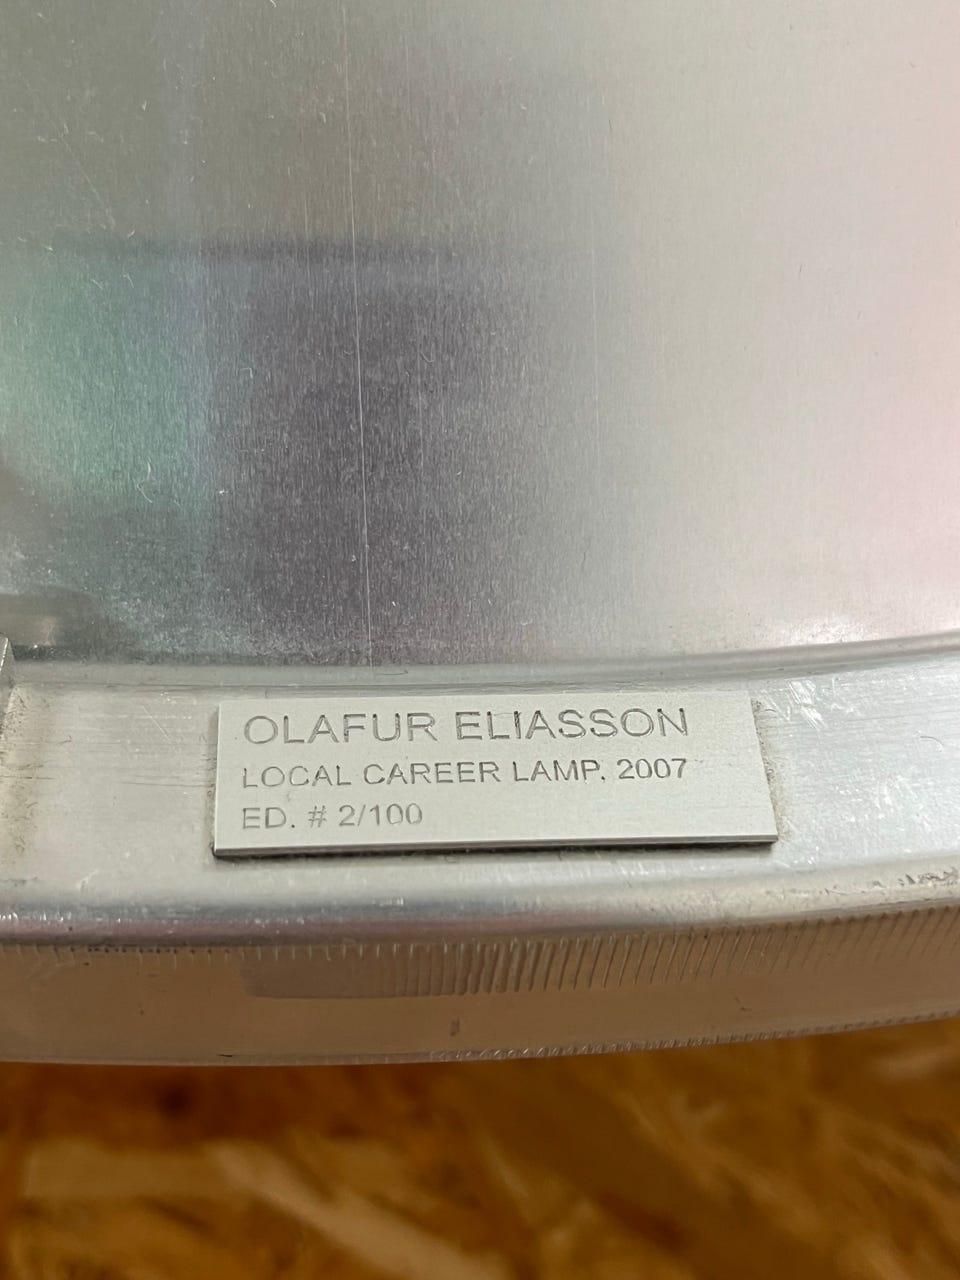 OLAFUR ELIASSON
LOCAL CAREER LAMP. 2007
ED. # 2/100